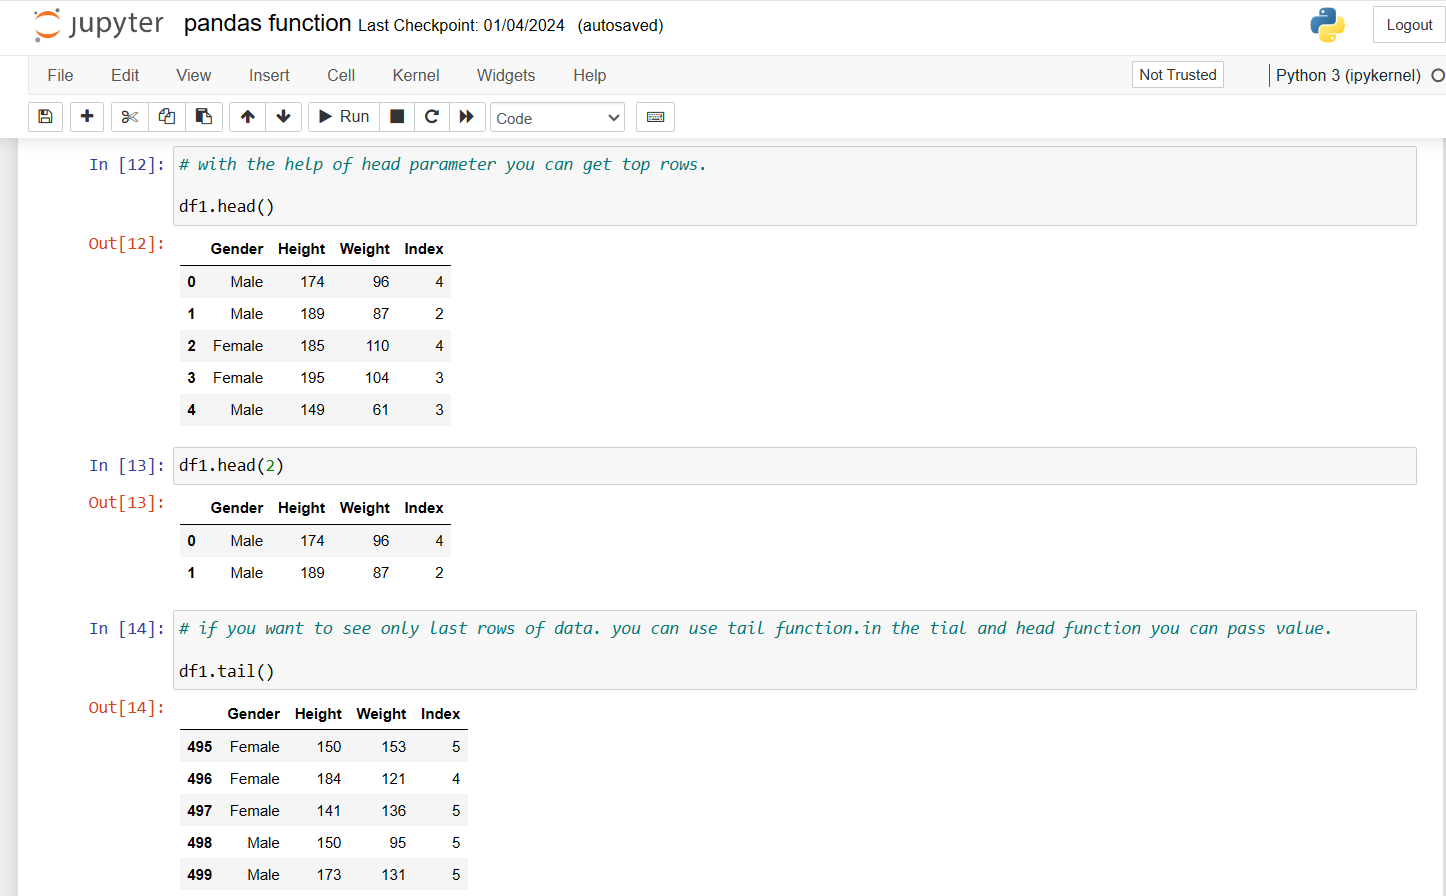 jupyter pandas function Last Checkpoint: 01/04/2024 (autosaved) Logout
File Edit View Insert Cell Kernel Widgets Help Not Trusted Python 3 (ipykernel)
Run Code
In [12]: # with the help of head parameter you can get top rows.
df1.head()
Out[12]:
Gender Height Weight Index
0 Male 174 96 4
1 Male 189 87 2
2 Female 185 110 4
3 Female 195 104 3
4 Male 149 61 3
In [13]: df1.head(2)
Out[13]:
Gender Height Weight Index
0 Male 174 96 4
1 Male 189 87 2
In [14]: # if you want to see only last rows of data. you can use tail function.in the tial and head function you can pass value.
df1.tail()
Out[14]:
Gender Height Weight Index
495 Female 150 153 5
496 Female 184 121 4
497 Female 141 136 5
498 Male 150 95 5
499 Male 173 131 5